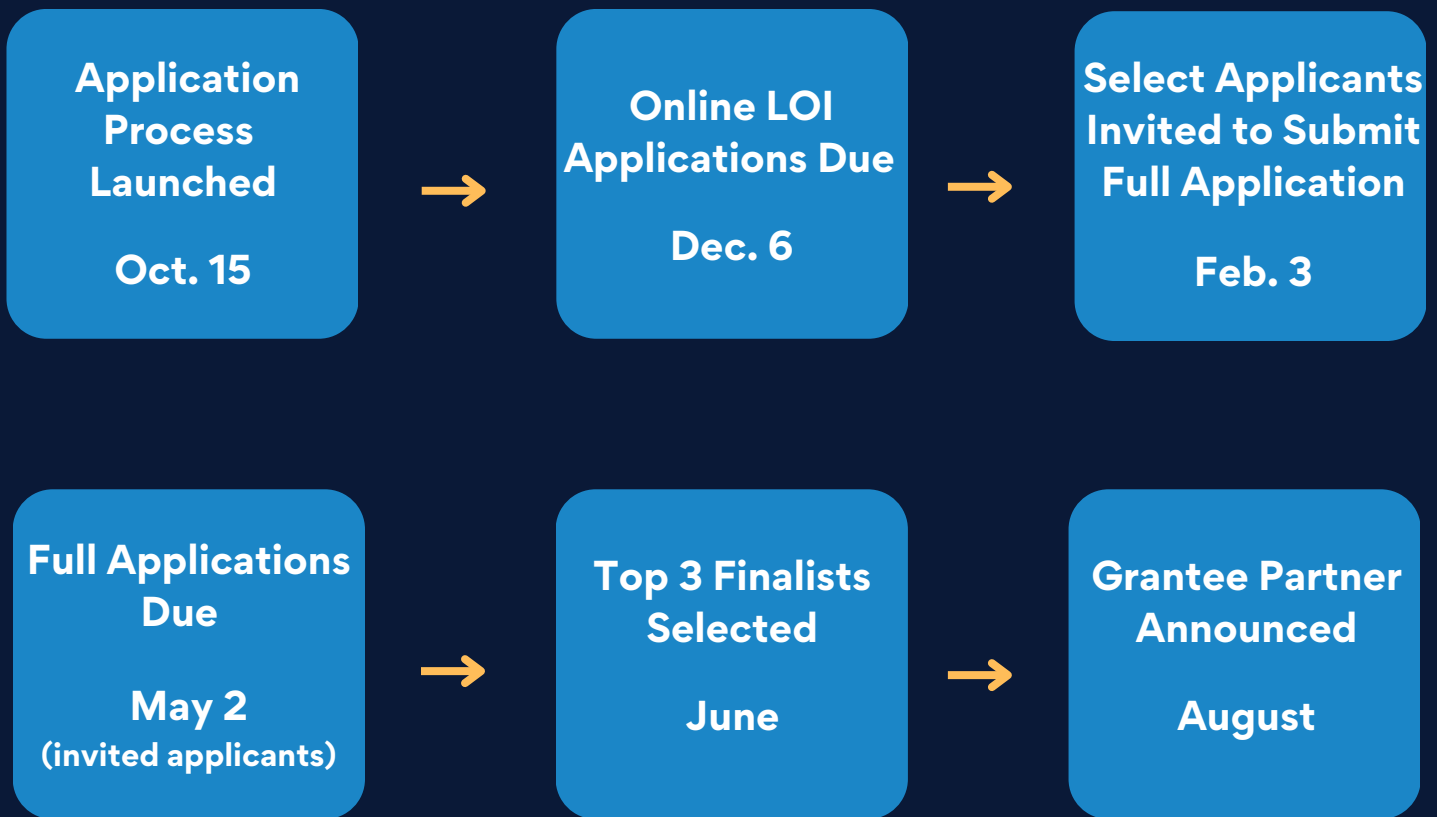 Application
Process
Launched
Oct. 15
Online LOI
Applications Due
Dec. 6
Select Applicants
Invited to Submit
Full Application
Feb. 3
Full Applications
Due
May 2
(invited applicants)
Top 3 Finalists
Selected
June
Grantee Partner
Announced
August